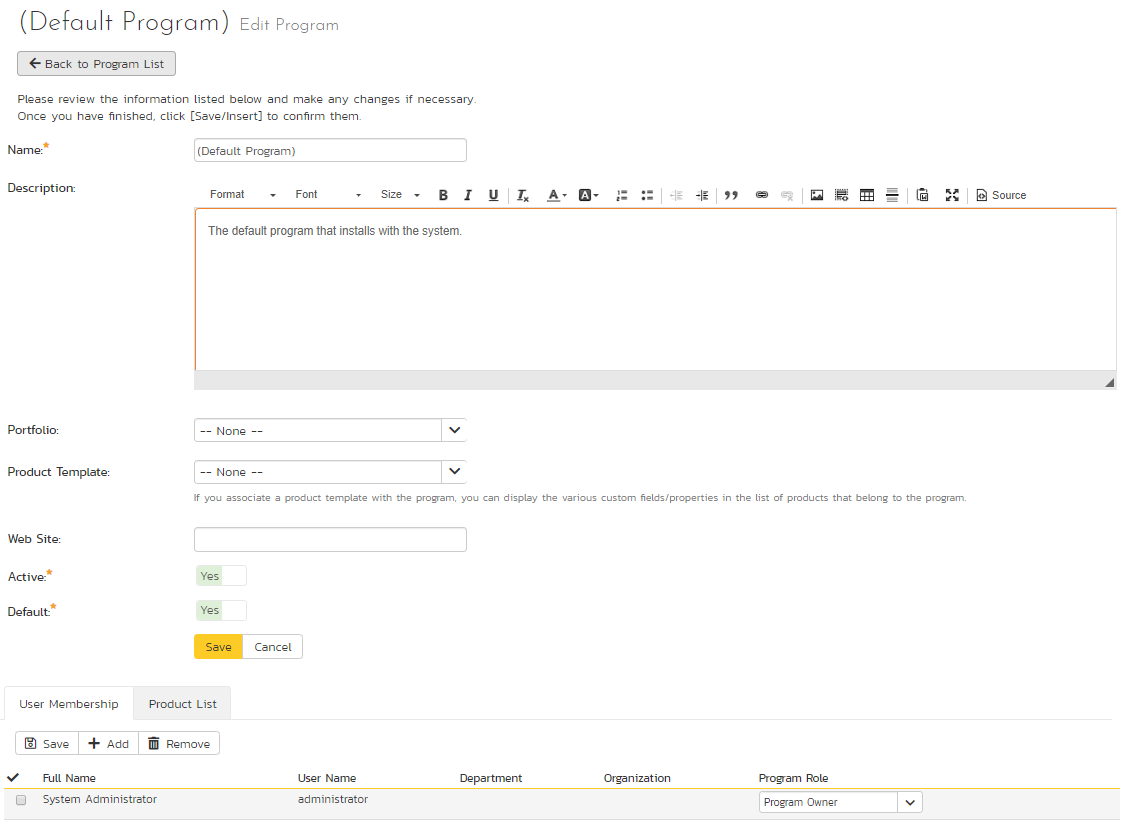 (Default Program) Edit Program
Back to Program List
Please review the information listed below and make any changes if necessary.
Once you have finished, click [Save/Insert] to confirm them.
Name:*
(Default Program)
Description:
Format Font Size B I U Tx A A Source
The default program that installs with the system.
Portfolio:
-- None --
Product Template:
-- None --
If you associate a product template with the program, you can display the various custom fields/properties in the list of products that belong to the program.
Web Site:
Active:*
Yes
Default:*
Yes
Save Cancel
User Membership Product List
Save Add Remove
Full Name User Name Department Organization Program Role
System Administrator administrator Program Owner